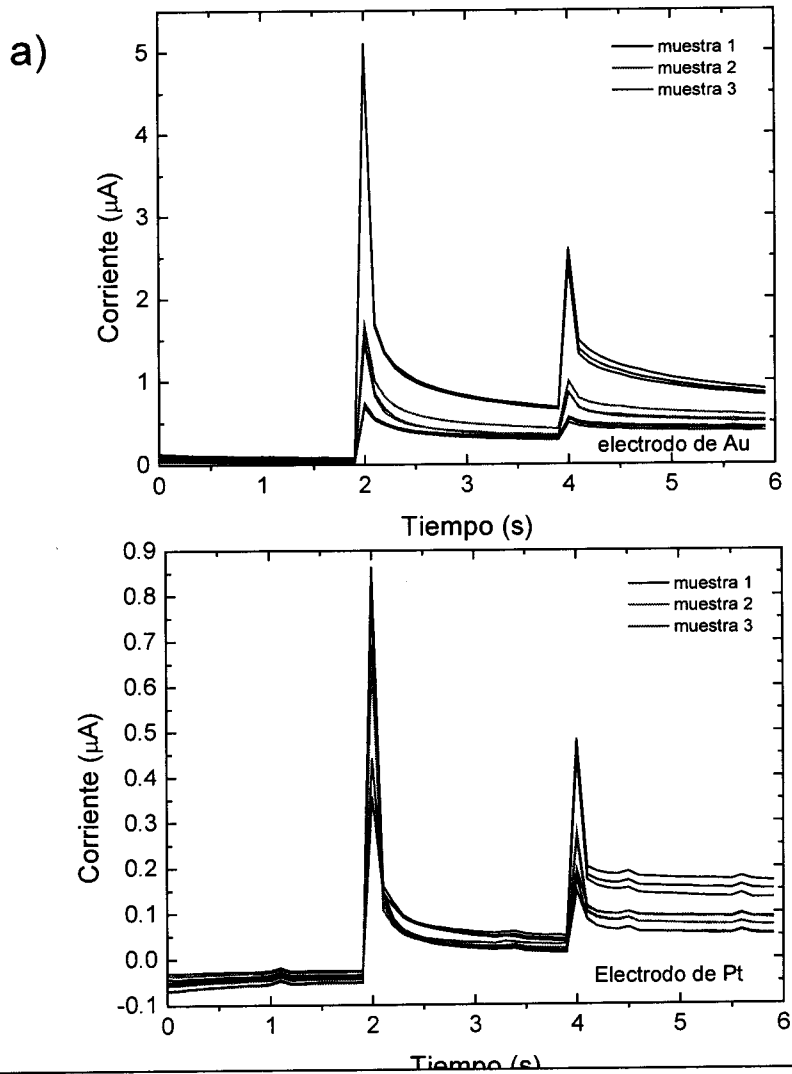 a)
muestra 1
muestra 2
muestra 3
5
4
3
2
1
0
Corriente (μA)
electrodo de Au
0 1 2 3 4 5 6
Tiempo (s)
0.9
0.8
0.7
0.6
0.5
0.4
0.3
0.2
0.1
0.0
-0.1
Corriente (μA)
muestra 1
muestra 2
muestra 3
Electrodo de Pt
0 1 2 3 4 5 6
Tiempo (s)